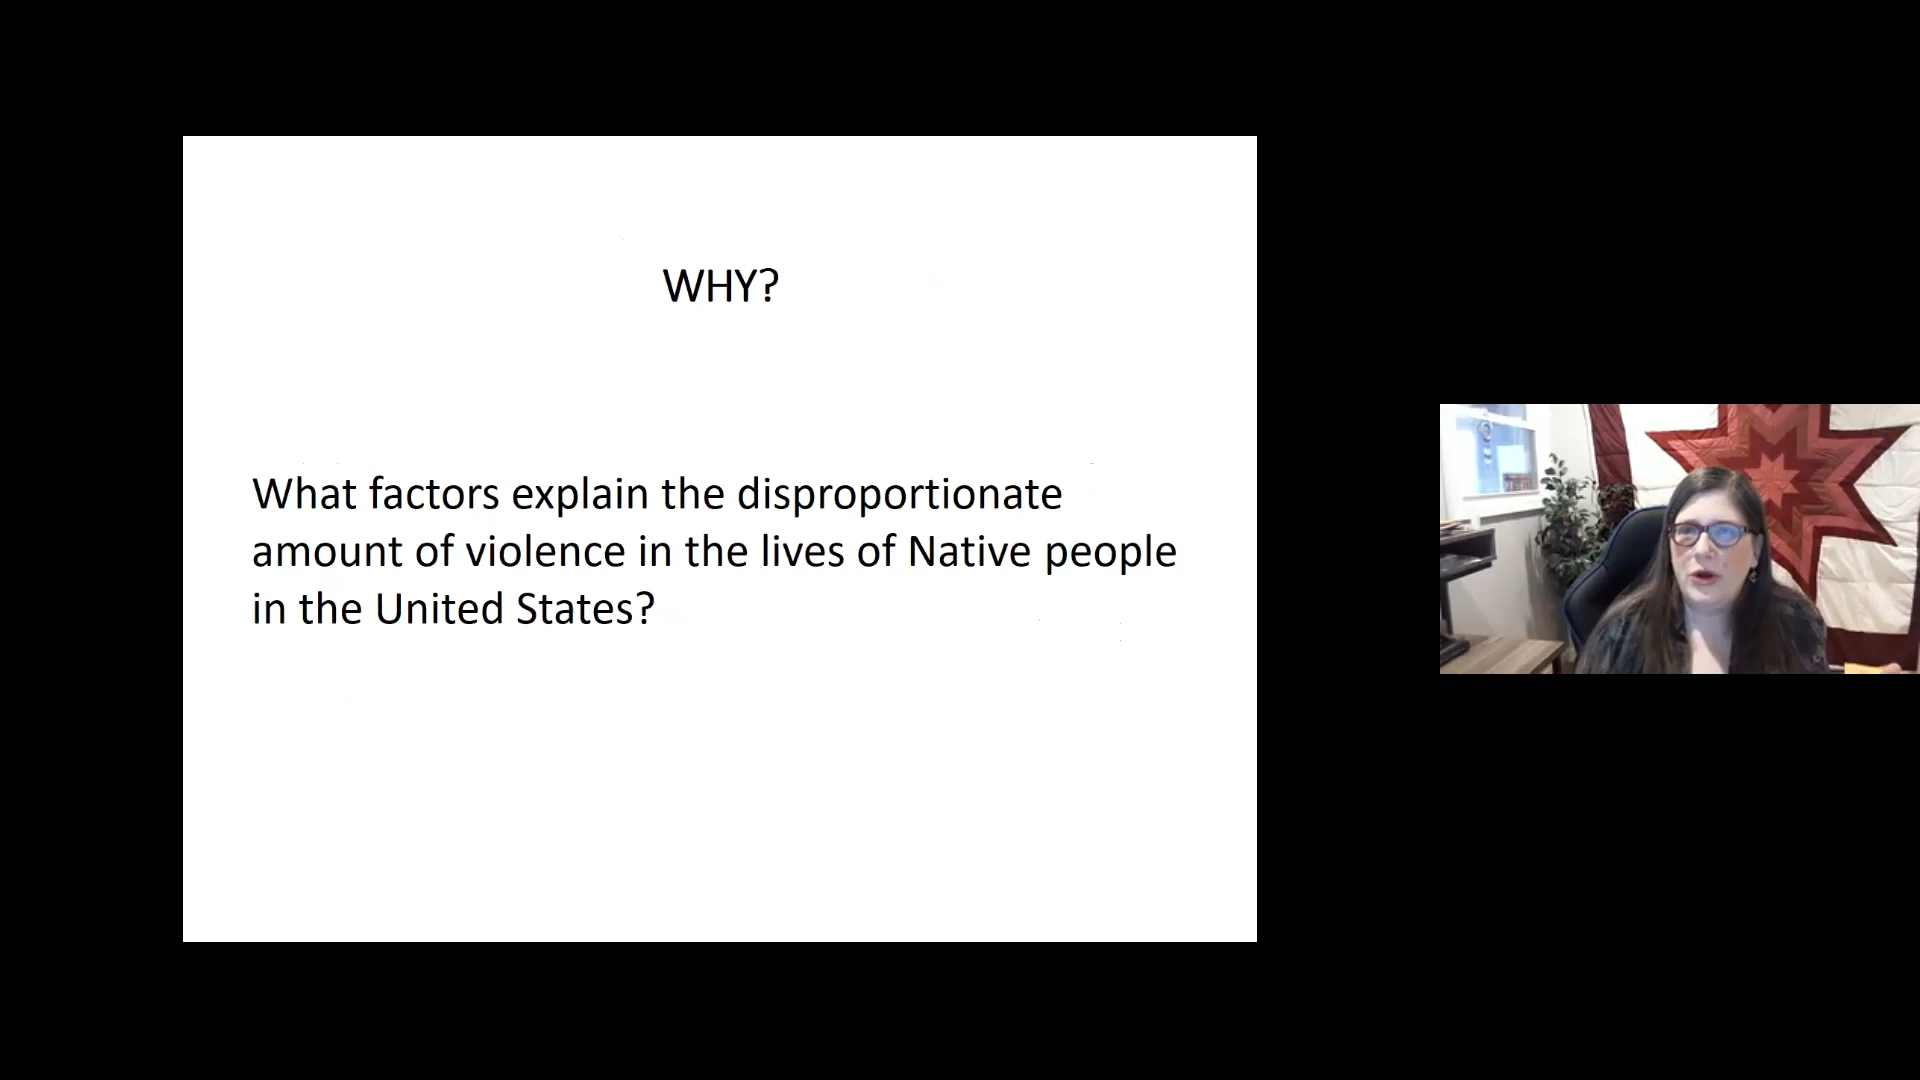 WHY?
What factors explain the disproportionate
amount of violence in the lives of Native people
in the United States?